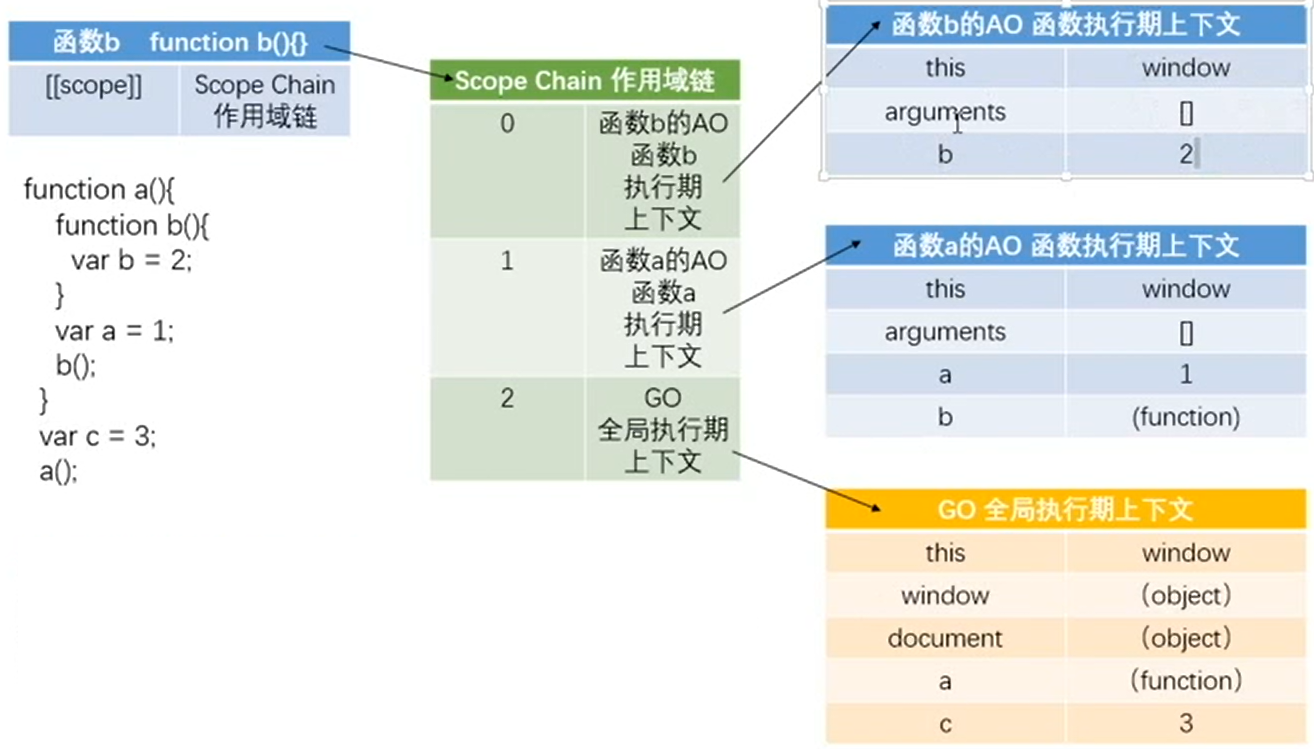 函数b function b(){}
[[scope]] Scope Chain
作用域链
function a(){
function b(){
var b = 2;
}
var a = 1;
b();
}
var c = 3;
a();
Scope Chain 作用域链
0 函数b的AO
函数b
执行期
上下文
1 函数a的AO
函数a
执行期
上下文
2 GO
全局执行期
上下文
函数b的AO 函数执行期上下文
this window
arguments []
b 2
函数a的AO 函数执行期上下文
this window
arguments []
a 1
b (function)
GO 全局执行期上下文
this window
window （object）
document （object）
a （function）
c 3